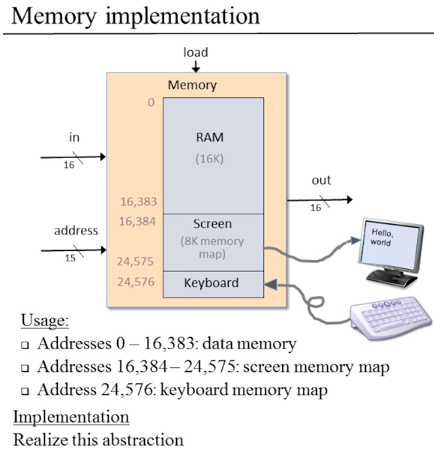 Memory implementation
load
Memory
0
in
16
RAM
(16K)
out
16
16,383
16,384
Screen
(8K memory
map)
address
15
24,575
24,576
Keyboard
Hello,
world
Usage:
Addresses 0 – 16,383: data memory
Addresses 16,384 – 24,575: screen memory map
Address 24,576: keyboard memory map
Implementation
Realize this abstraction